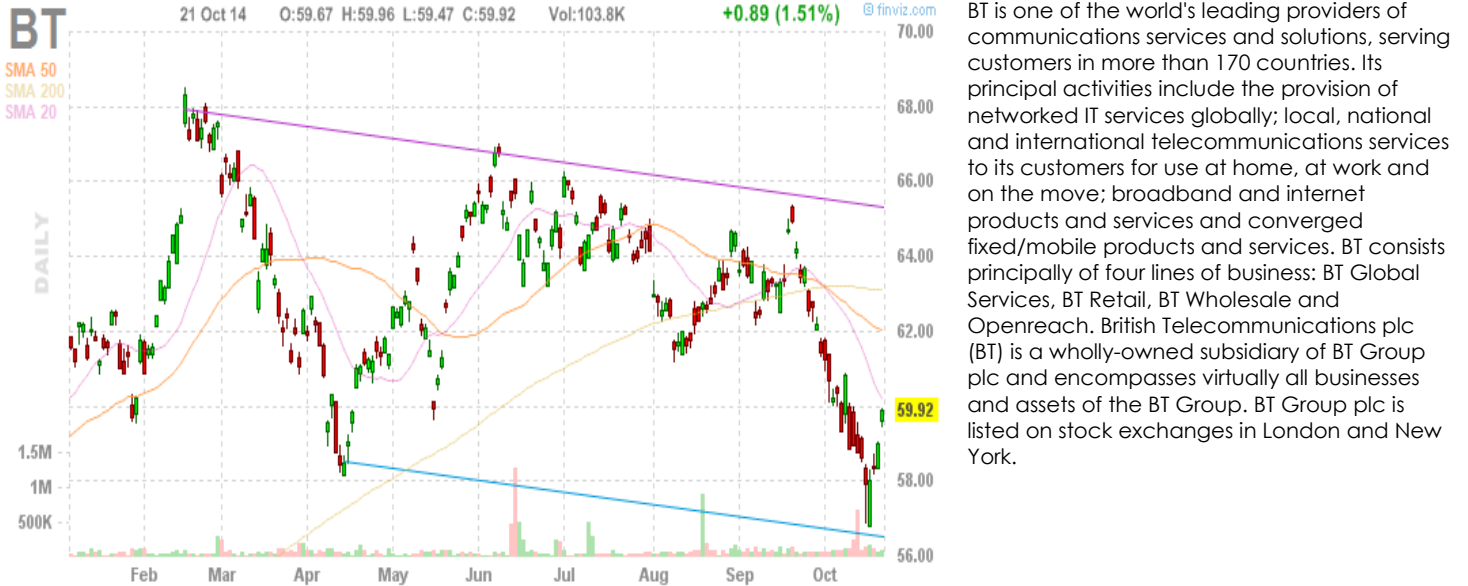 BT
21 Oct 14 O:59.67 H:59.96 L:59.47 C:59.92 Vol:103.8K +0.89 (1.51%) © finviz.com
SMA 50
SMA 200
SMA 20
DAILY
70.00
68.00
66.00
64.00
62.00
59.92
58.00
56.00
1.5M
1M
500K
Feb Mar Apr May Jun Jul Aug Sep Oct
BT is one of the world's leading providers of
communications services and solutions, serving
customers in more than 170 countries. Its
principal activities include the provision of
networked IT services globally; local, national
and international telecommunications services
to its customers for use at home, at work and
on the move; broadband and internet
products and services and converged
fixed/mobile products and services. BT consists
principally of four lines of business: BT Global
Services, BT Retail, BT Wholesale and
Openreach. British Telecommunications plc
(BT) is a wholly-owned subsidiary of BT Group
plc and encompasses virtually all businesses
and assets of the BT Group. BT Group plc is
listed on stock exchanges in London and New
York.